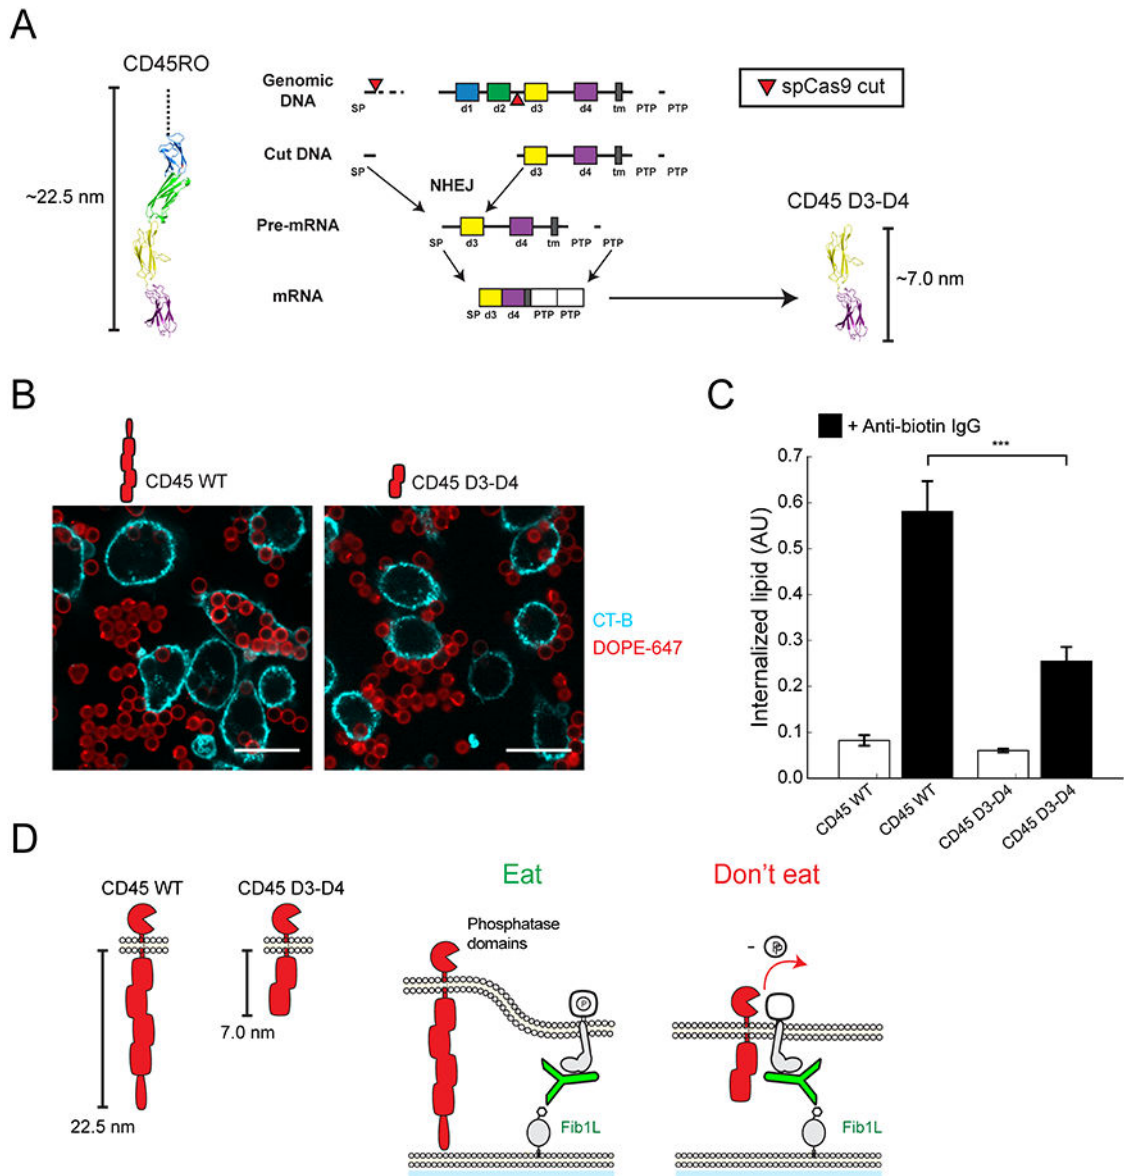 A
CD45RO
~22.5 nm
Genomic
DNA
SP
d1
d2
d3
d4
tm
PTP
PTP
spCas9 cut
Cut DNA
SP
d3
d4
tm
PTP
PTP
NHEJ
Pre-mRNA
SP
d3
d4
tm
PTP
PTP
mRNA
SP d3 d4 PTP PTP
CD45 D3-D4
~7.0 nm
B
CD45 WT
CD45 D3-D4
CT-B
DOPE-647
C
+ Anti-biotin IgG
***
Internalized lipid (AU)
0.7
0.6
0.5
0.4
0.3
0.2
0.1
0.0
CD45 WT
CD45 WT
CD45 D3-D4
CD45 D3-D4
D
CD45 WT
CD45 D3-D4
22.5 nm
7.0 nm
Eat
Phosphatase
domains
P
Fib1L
Don't eat
-
Fib1L